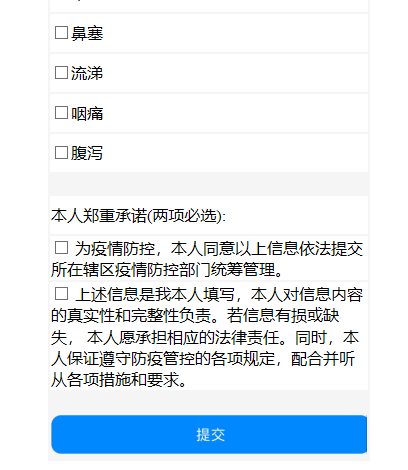 鼻塞
流涕
咽痛
腹泻
本人郑重承诺(两项必选):
为疫情防控，本人同意以上信息依法提交
所在辖区疫情防控部门统筹管理。
上述信息是我本人填写，本人对信息内容
的真实性和完整性负责。若信息有损或缺
失， 本人愿承担相应的法律责任。同时，本
人保证遵守防疫管控的各项规定，配合并听
从各项措施和要求。
提交